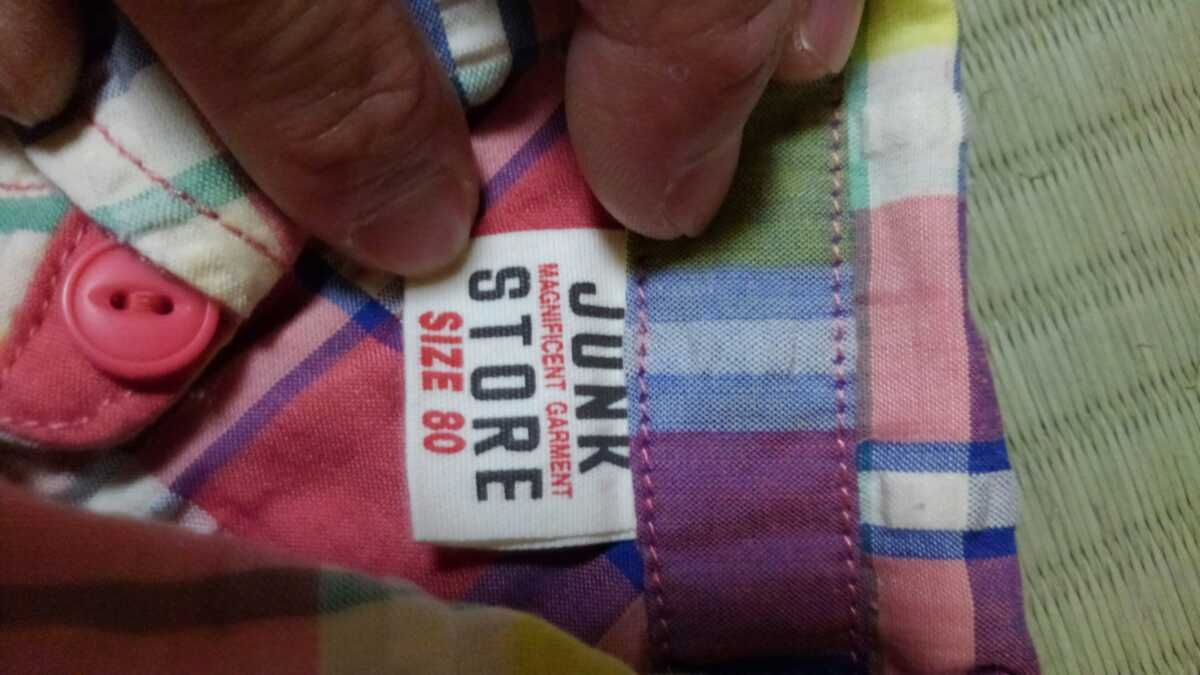 JUNK
MAGNIFICENT GARMENT
STORE
SIZE 80